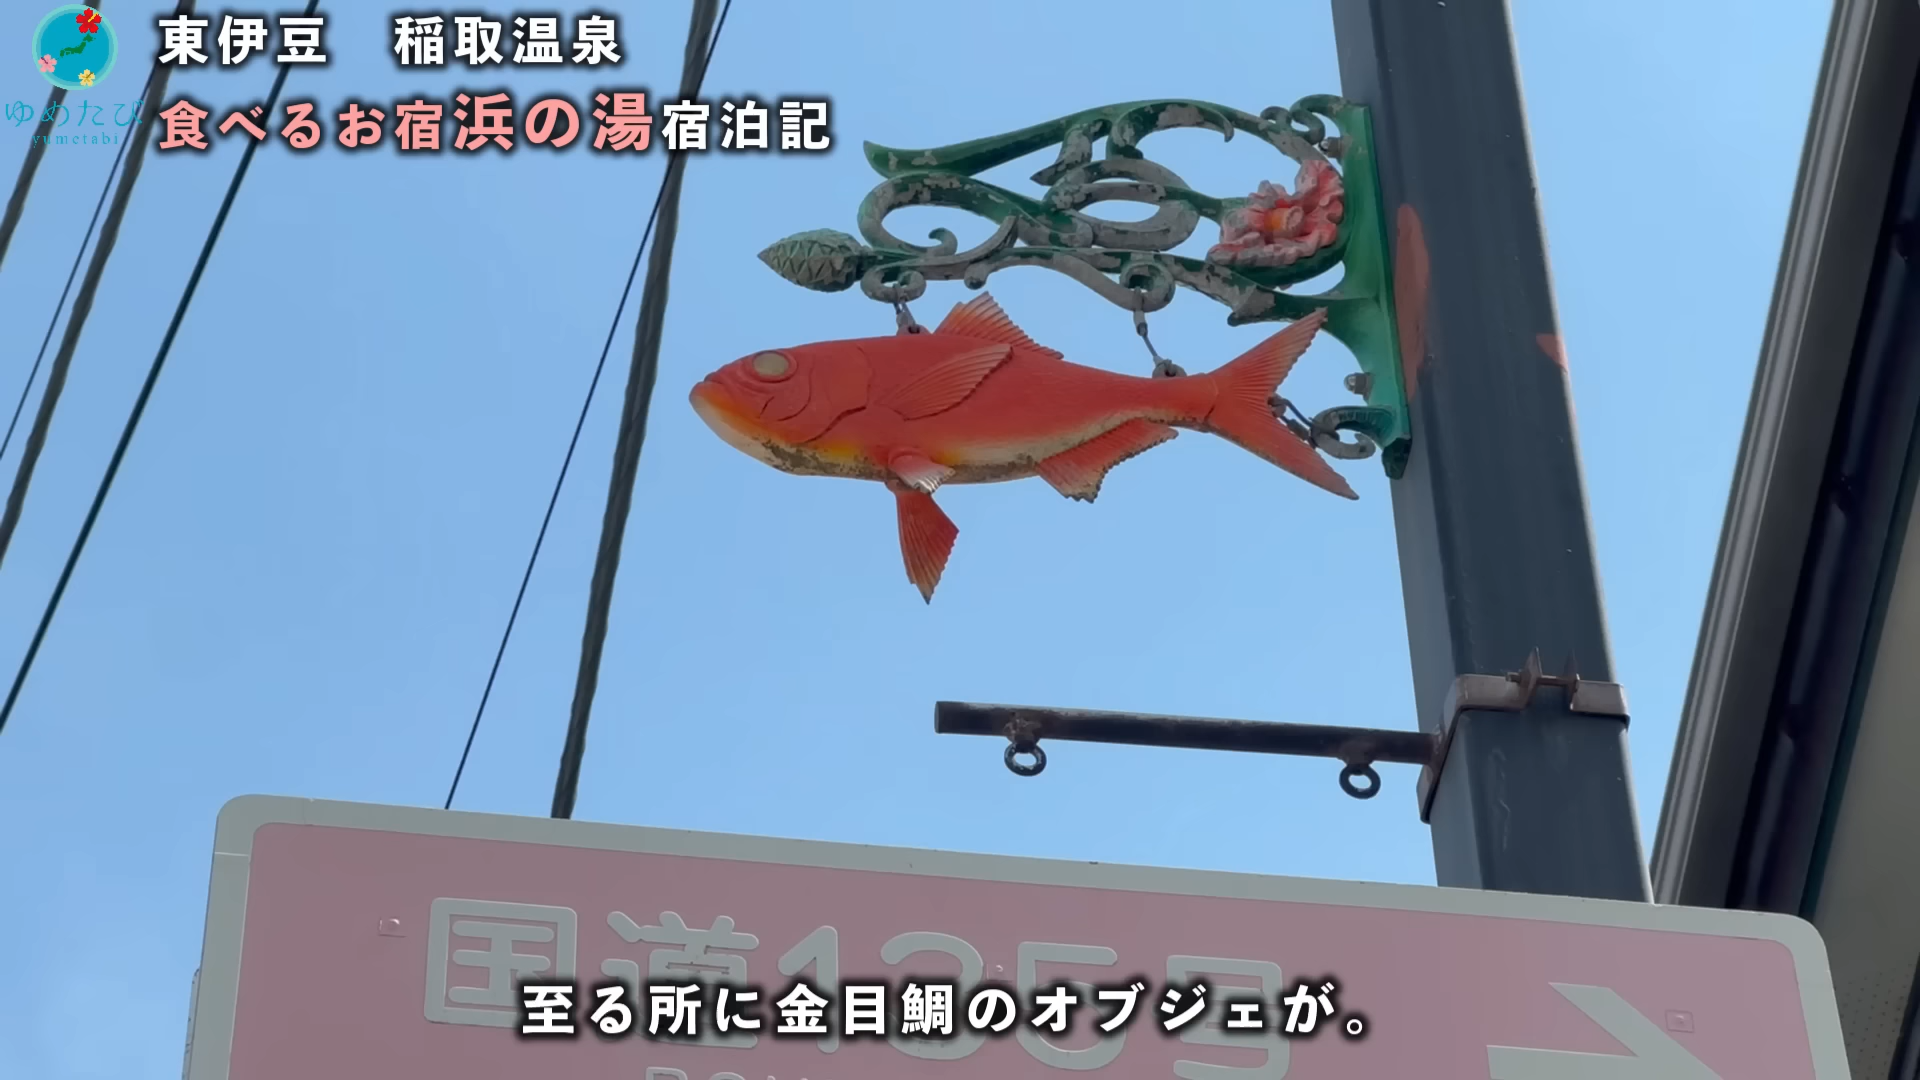 東伊豆　稲取温泉
食べるお宿浜の湯宿泊記
ゆめたび
yumetabi
国道135号
至る所に金目鯛のオブジェが。